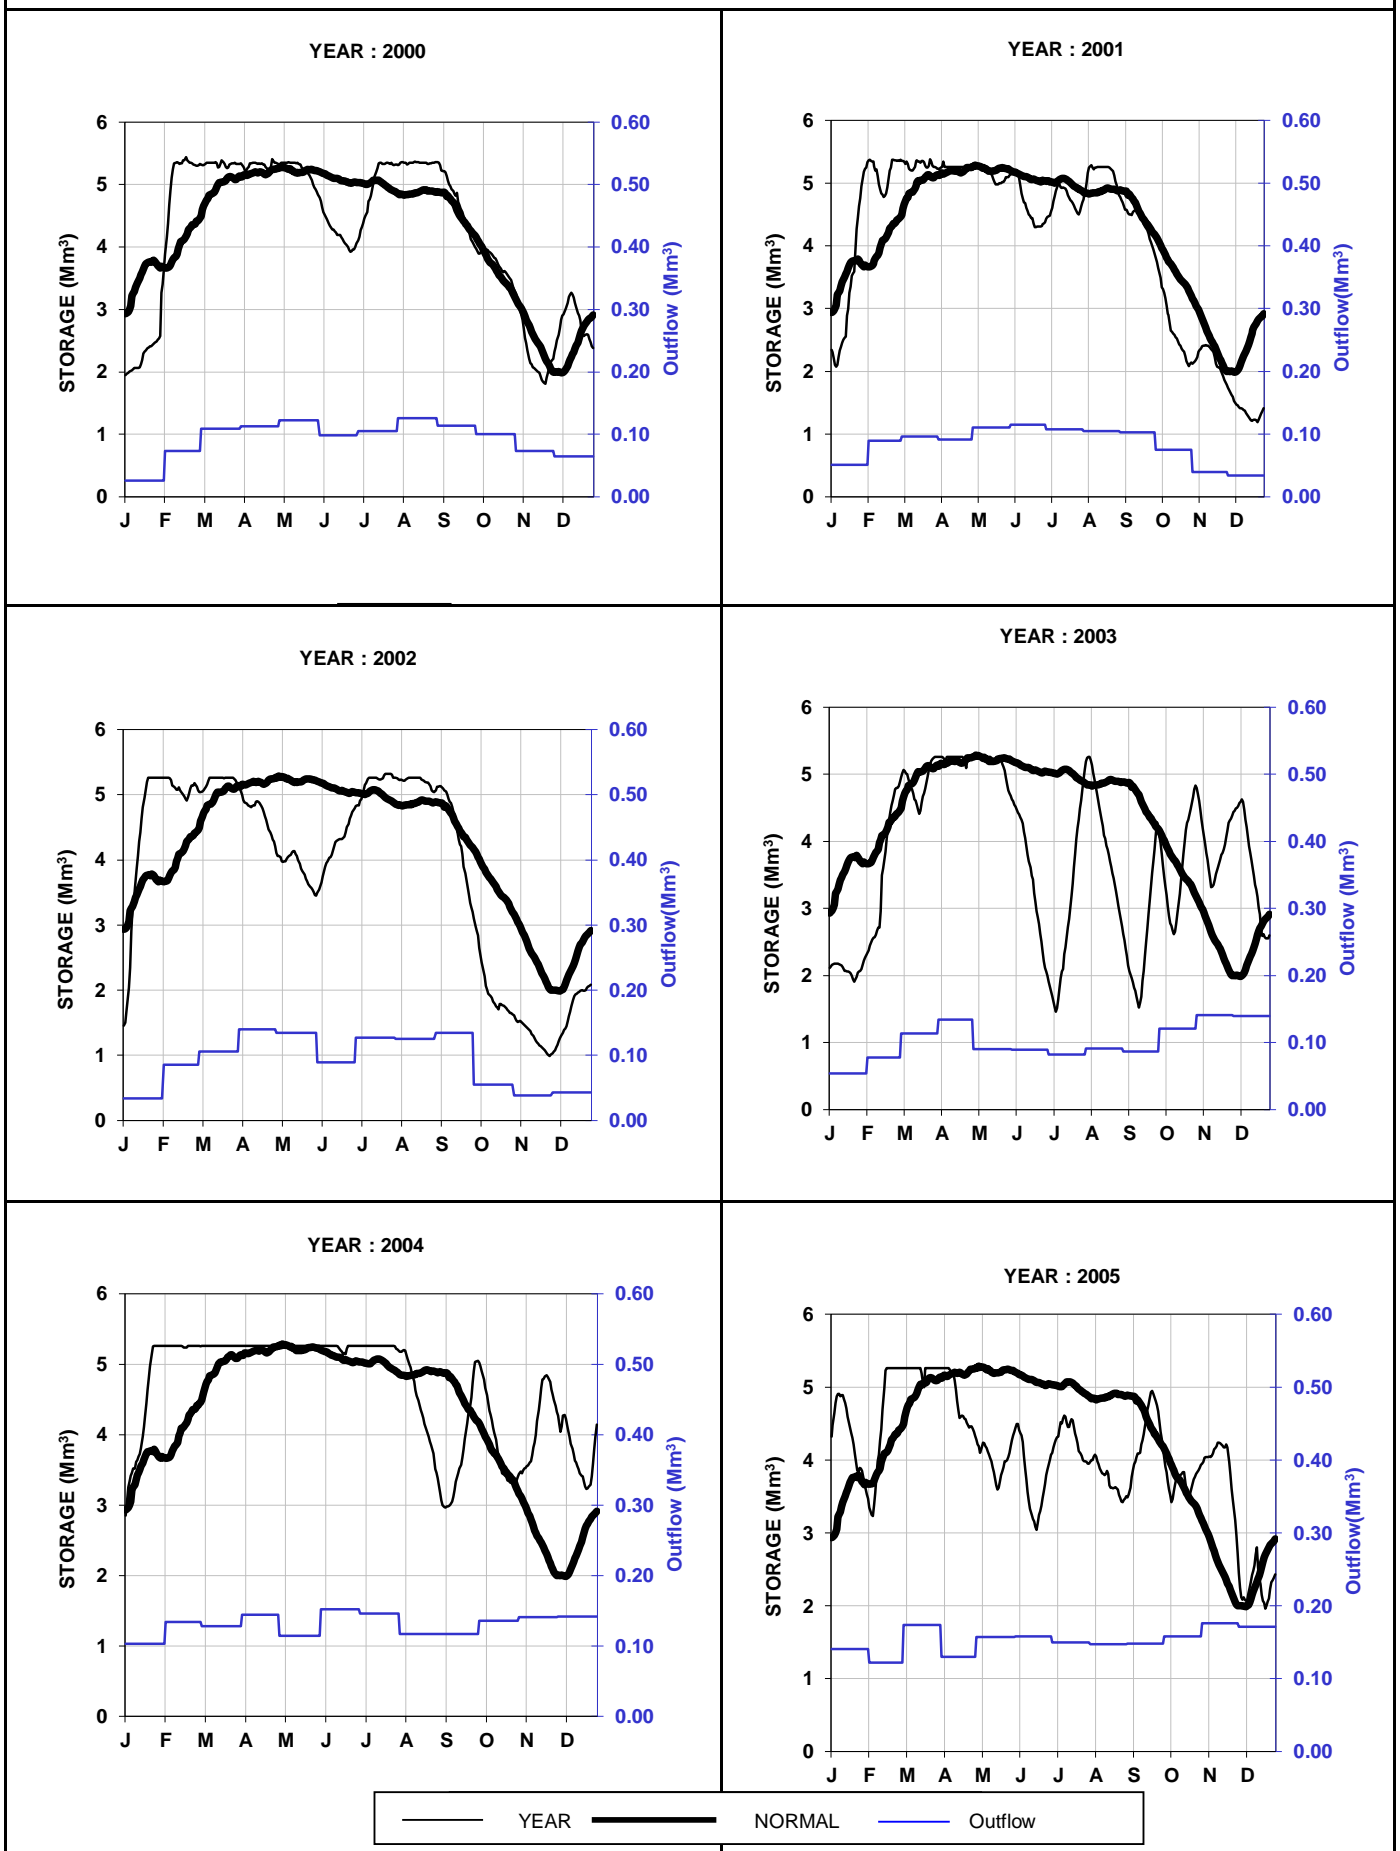 YEAR : 2000
6 5 4 3 2 1 0
STORAGE (Mm³)
0.60 0.50 0.40 0.30 0.20 0.10 0.00
Outflow (Mm³)
J F M A M J J A S O N D
YEAR : 2001
6 5 4 3 2 1 0
STORAGE (Mm³)
0.60 0.50 0.40 0.30 0.20 0.10 0.00
Outflow(Mm³)
J F M A M J J A S O N D
YEAR : 2002
6 5 4 3 2 1 0
STORAGE (Mm³)
0.60 0.50 0.40 0.30 0.20 0.10 0.00
Outflow(Mm³)
J F M A M J J A S O N D
YEAR : 2003
6 5 4 3 2 1 0
STORAGE (Mm³)
0.60 0.50 0.40 0.30 0.20 0.10 0.00
Outflow (Mm³)
J F M A M J J A S O N D
YEAR : 2004
6 5 4 3 2 1 0
STORAGE (Mm³)
0.60 0.50 0.40 0.30 0.20 0.10 0.00
Outflow (Mm³)
J F M A M J J A S O N D
YEAR : 2005
6 5 4 3 2 1 0
STORAGE (Mm³)
0.60 0.50 0.40 0.30 0.20 0.10 0.00
Outflow(Mm³)
J F M A M J J A S O N D
YEAR NORMAL Outflow